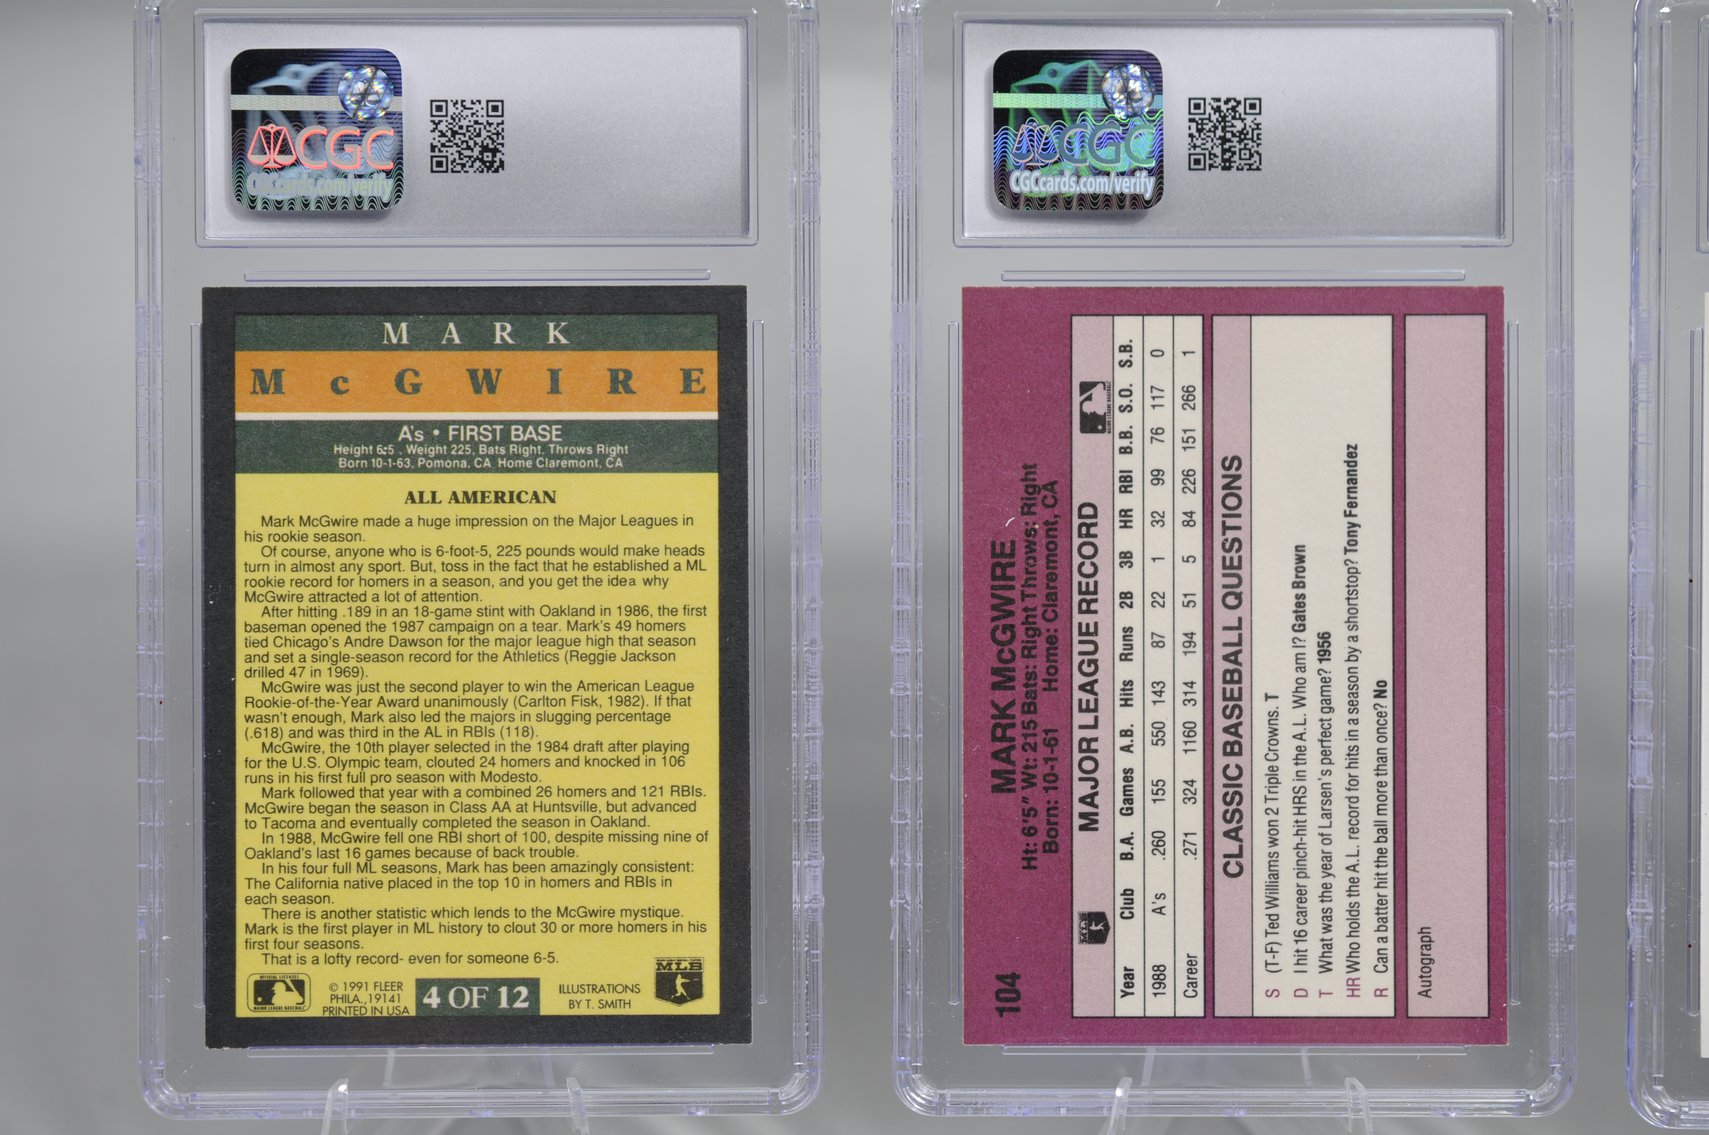 CGC
CGCcards.com/verify
MARK
McGWIRE
A's • FIRST BASE
Height 6-5 . Weight 225, Bats Right, Throws Right
Born 10-1-63, Pomona, CA Home Claremont, CA
ALL AMERICAN
Mark McGwire made a huge impression on the Major Leagues in
his rookie season.
Of course, anyone who is 6-foot-5, 225 pounds would make heads
turn in almost any sport. But, toss in the fact that he established a ML
rookie record for homers in a season, and you get the idea why
McGwire attracted a lot of attention.
After hitting .189 in an 18-game stint with Oakland in 1986, the first
baseman opened the 1987 campaign on a tear. Mark's 49 homers
tied Chicago's Andre Dawson for the major league high that season
and set a single-season record for the Athletics (Reggie Jackson
drilled 47 in 1969).
McGwire was just the second player to win the American League
Rookie-of-the-Year Award unanimously (Carlton Fisk, 1982). If that
wasn't enough, Mark also led the majors in slugging percentage
(.618) and was third in the AL in RBIs (118).
McGwire, the 10th player selected in the 1984 draft after playing
for the U.S. Olympic team, clouted 24 homers and knocked in 106
runs in his first full pro season with Modesto.
Mark followed that year with a combined 26 homers and 121 RBIs.
McGwire began the season in Class AA at Huntsville, but advanced
to Tacoma and eventually completed the season in Oakland.
In 1988, McGwire fell one RBI short of 100, despite missing nine of
Oakland's last 16 games because of back trouble.
In his four full ML seasons, Mark has been amazingly consistent:
The California native placed in the top 10 in homers and RBIs in
each season.
There is another statistic which lends to the McGwire mystique.
Mark is the first player in ML history to clout 30 or more homers in his
first four seasons.
That is a lofty record- even for someone 6-5.
© 1991 FLEER
PHILA., 19141
PRINTED IN USA
4 OF 12
ILLUSTRATIONS
BY T. SMITH
MLB
CGC
CGCcards.com/verify
104
MARK McGWIRE
Ht: 6'5" Wt: 215 Bats: Right Throws: Right
Born: 10-1-61 Home: Claremont, CA
MAJOR LEAGUE RECORD
Year Club B.A. Games A.B. Hits Runs 2B 3B HR RBI B.B. S.O. S.B.
1988 A's .260 155 550 143 87 22 1 32 99 76 117 0
Career .271 324 1160 314 194 51 5 84 226 151 266 1
CLASSIC BASEBALL QUESTIONS
S (T-F) Ted Williams won 2 Triple Crowns. T
D I hit 16 career pinch-hit HRS in the A.L. Who am I? Gates Brown
T What was the year of Larsen's perfect game? 1956
HR Who holds the A.L. record for hits in a season by a shortstop? Tony Fernandez
R Can a batter hit the ball more than once? No
Autograph